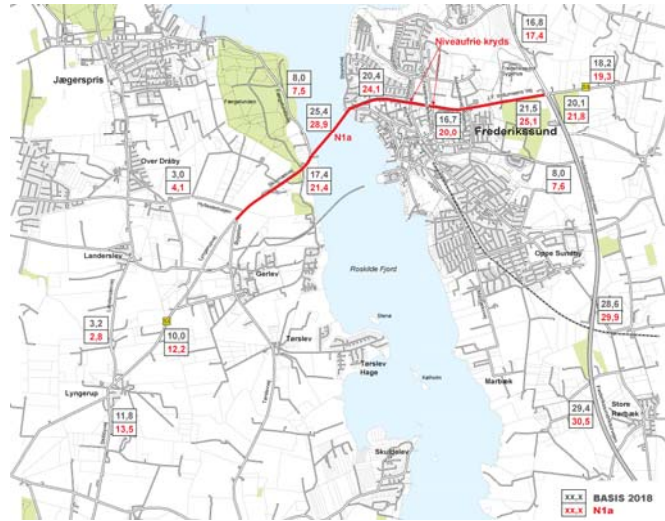 16,8
17,4
Niveaufrie kryds
18,2
19,3
Jægerspris
8,0
7,5
20,4
24,1
21,5
25,1
20,1
21,8
25,4
28,9
N1a
16,7
20,0
Frederikssund
Over Dråby
3,0
4,1
17,4
21,4
8,0
7,6
Landerslev
Gerlev
Roskilde Fjord
Oppe Sundby
28,6
29,9
3,2
2,8
10,0
12,2
Tørslev
Tørslev
Hage
Marbæk
Lyngerup
11,8
13,5
29,4
30,5
Store
Rørbæk
Skuldelev
xx,x BASIS 2018
xx,x N1a